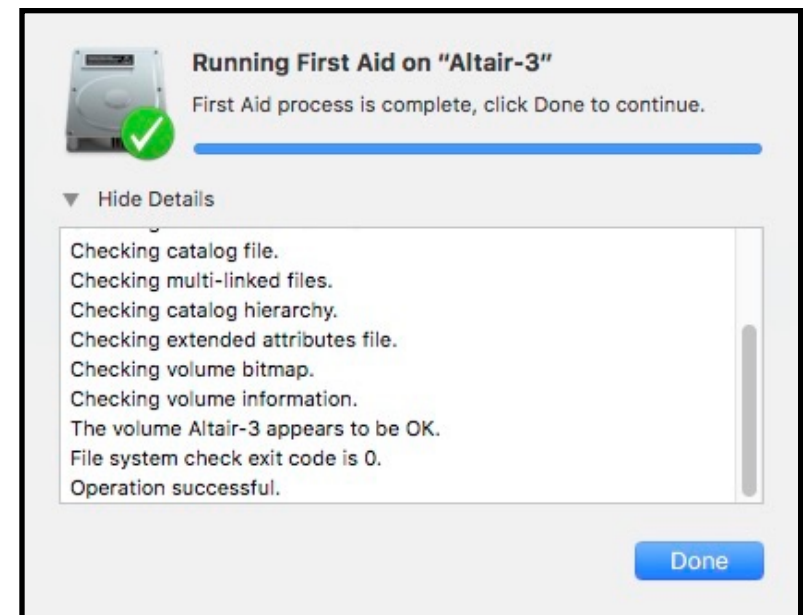 Running First Aid on “Altair-3”
First Aid process is complete, click Done to continue.
Hide Details
Checking catalog file.
Checking multi-linked files.
Checking catalog hierarchy.
Checking extended attributes file.
Checking volume bitmap.
Checking volume information.
The volume Altair-3 appears to be OK.
File system check exit code is 0.
Operation successful.
Done